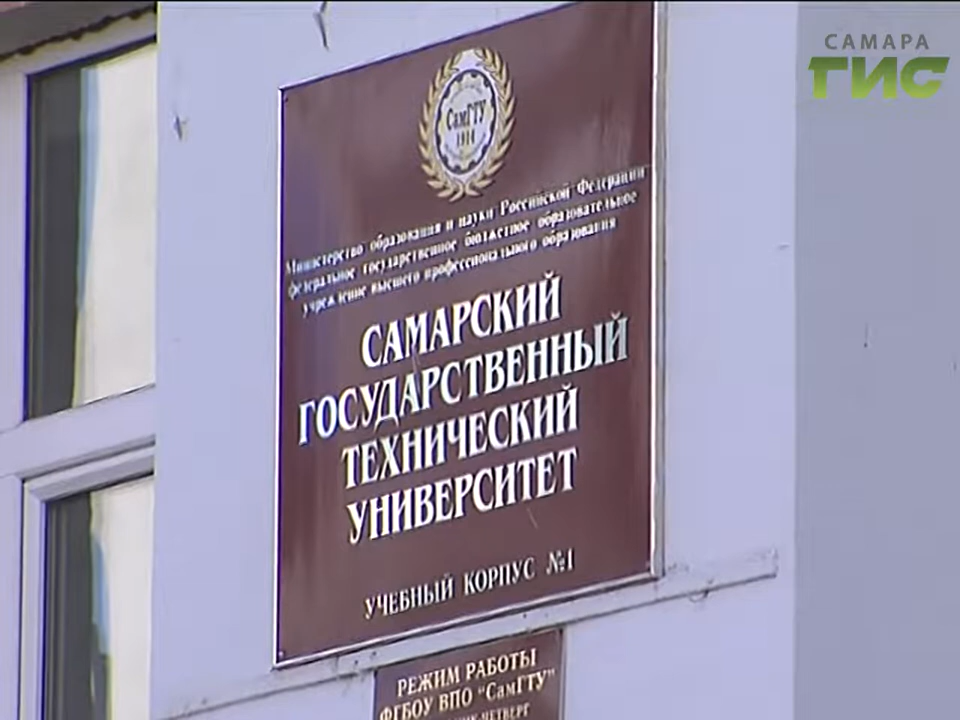 САМАРА
ГИС
СамГТУ
1914
Министерство образования и науки Российской Федерации
федеральное государственное бюджетное образовательное
учреждение высшего профессионального образования
САМАРСКИЙ
ГОСУДАРСТВЕННЫЙ
ТЕХНИЧЕСКИЙ
УНИВЕРСИТЕТ
УЧЕБНЫЙ КОРПУС №1
РЕЖИМ РАБОТЫ
ФГБОУ ВПО "СамГТУ"